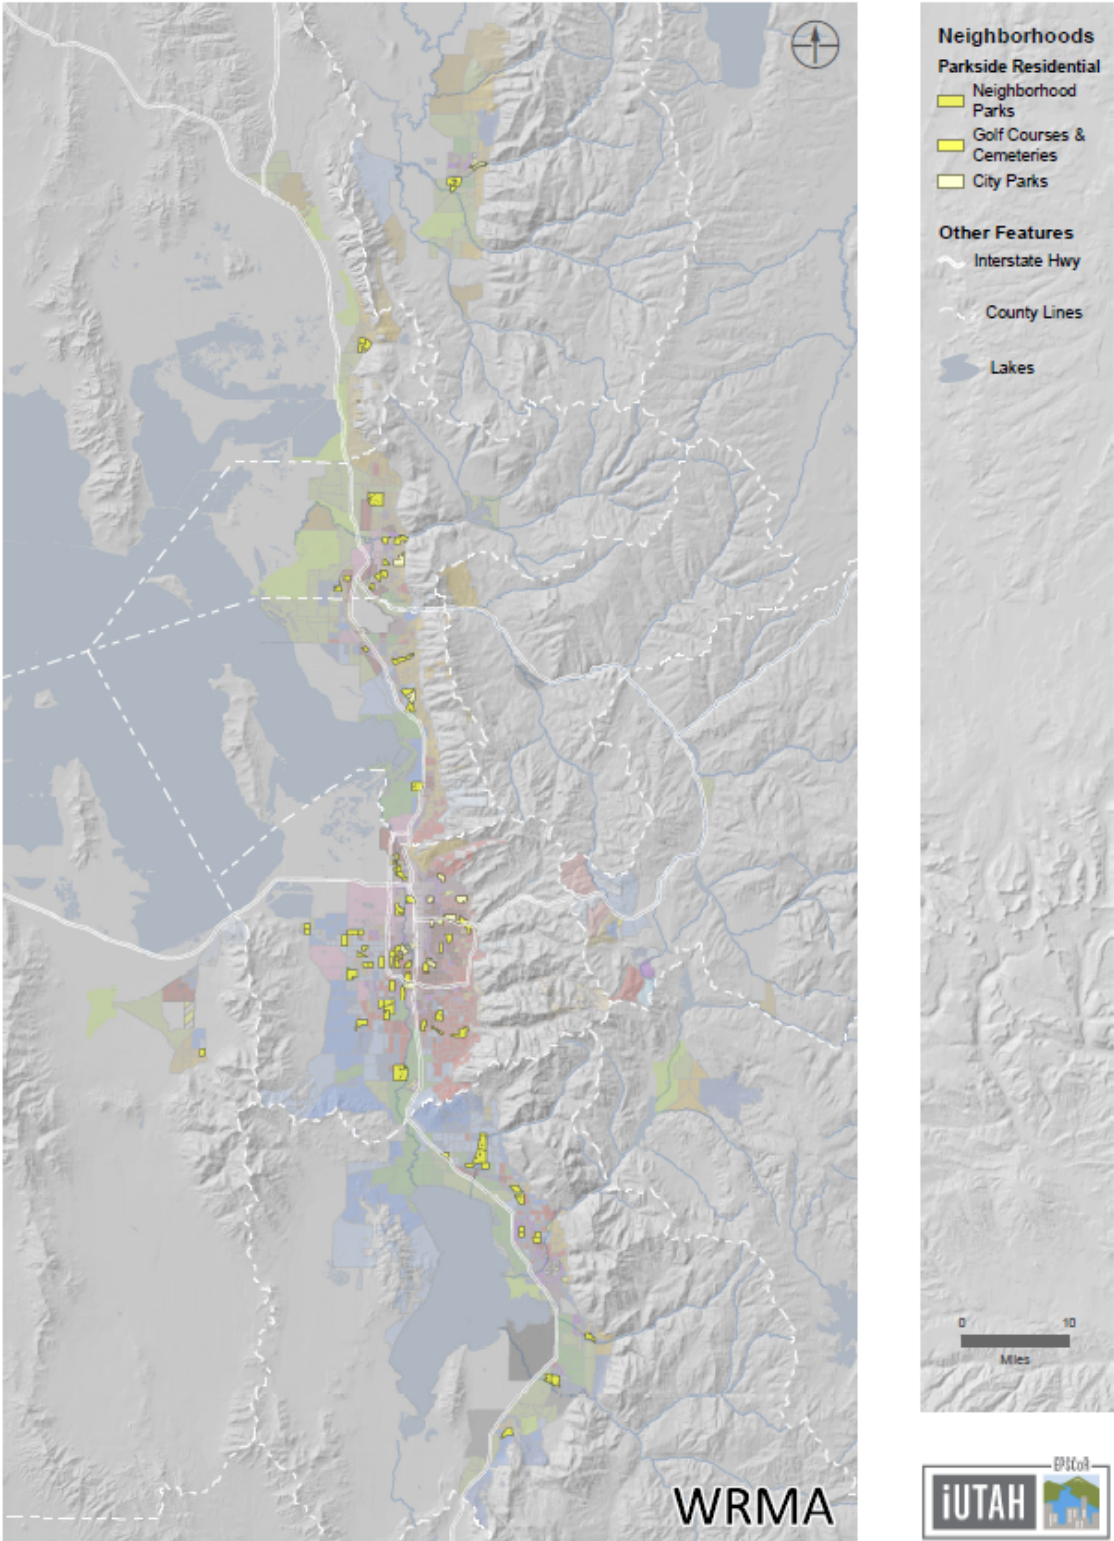 Neighborhoods
Parkside Residential
Neighborhood
Parks
Golf Courses &
Cemeteries
City Parks
Other Features
Interstate Hwy
County Lines
Lakes
0 10
Miles
WRMA
EPSCoR
iUTAH